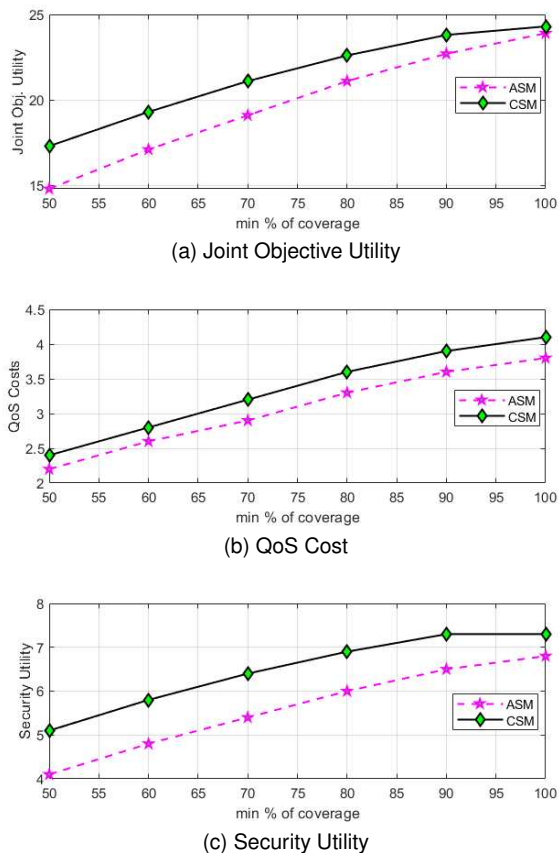 25
20
15
Joint Obj. Utility
ASM
CSM
50 55 60 65 70 75 80 85 90 95 100
min % of coverage
(a) Joint Objective Utility
4.5
4
3.5
3
2.5
2
QoS Costs
ASM
CSM
50 55 60 65 70 75 80 85 90 95 100
min % of coverage
(b) QoS Cost
8
7
6
5
4
Security Utility
ASM
CSM
50 55 60 65 70 75 80 85 90 95 100
min % of coverage
(c) Security Utility